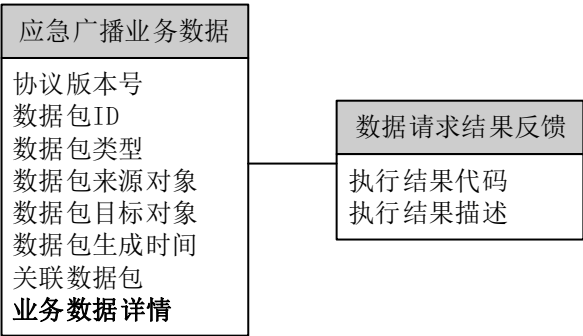 应急广播业务数据
协议版本号
数据包ID
数据包类型
数据包来源对象
数据包目标对象
数据包生成时间
关联数据包
业务数据详情
数据请求结果反馈
执行结果代码
执行结果描述